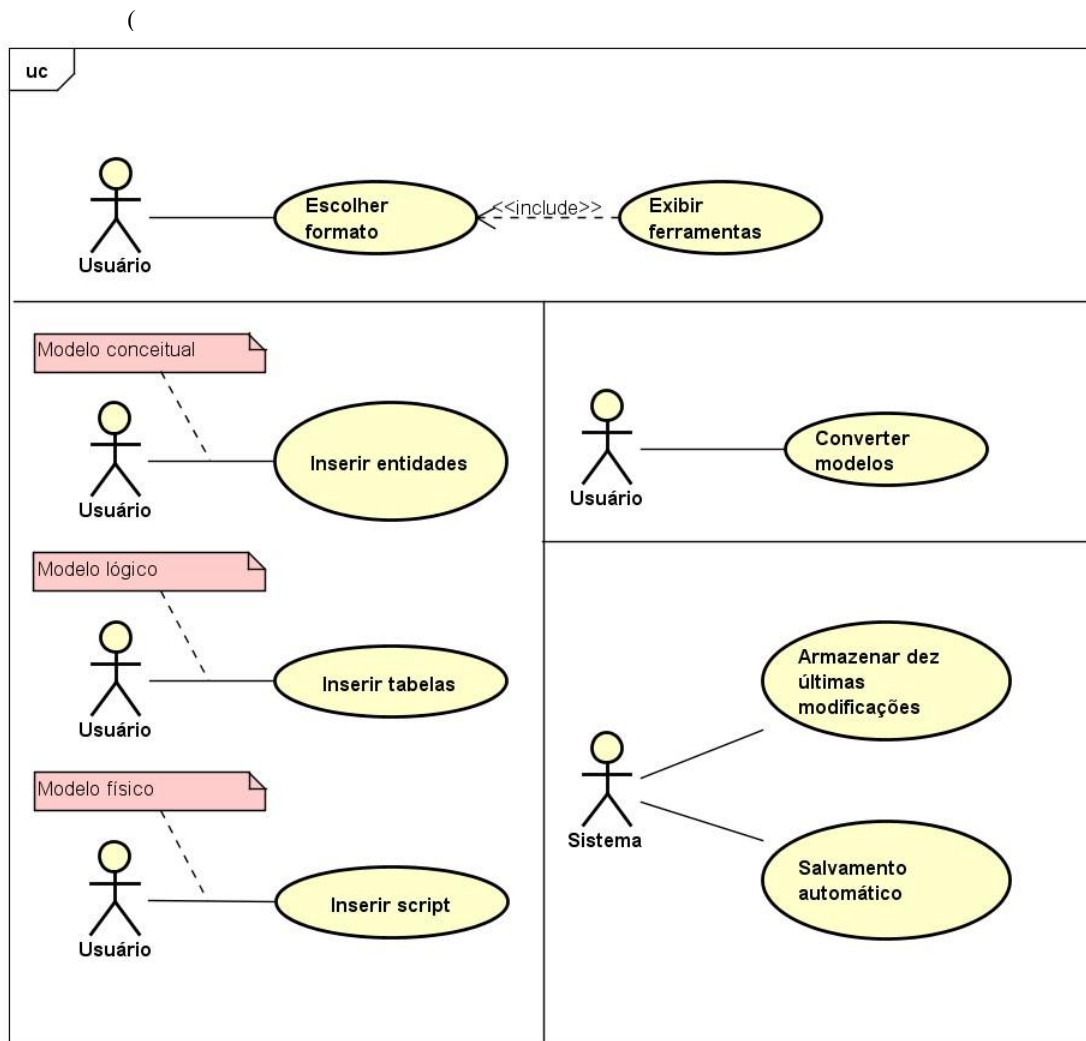 (
uc
Escolher
formato
<<include>>
Exibir
ferramentas
Usuário
Modelo conceitual
Inserir entidades
Usuário
Modelo lógico
Inserir tabelas
Usuário
Modelo físico
Inserir script
Usuário
Converter
modelos
Usuário
Armazenar dez
últimas
modificações
Sistema
Salvamento
automático